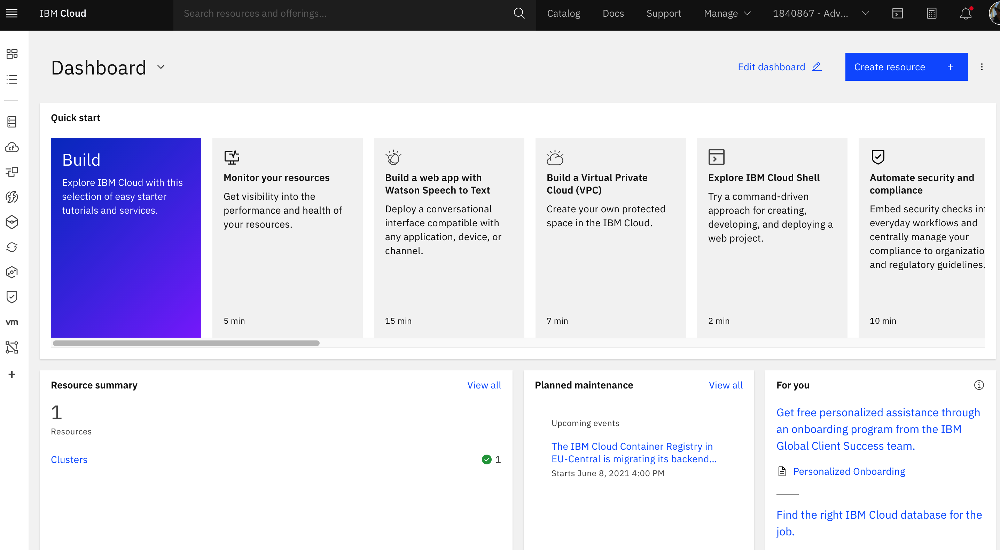 IBM Cloud
Search resources and offerings...
Catalog
Docs
Support
Manage
1840867 - Adv...
Dashboard
Edit dashboard
Create resource +
Quick start
Build
Explore IBM Cloud with this
selection of easy starter
tutorials and services.
Monitor your resources
Get visibility into the
performance and health of
your resources.
5 min
Build a web app with
Watson Speech to Text
Deploy a conversational
interface compatible with
any application, device, or
channel.
15 min
Build a Virtual Private
Cloud (VPC)
Create your own protected
space in the IBM Cloud.
7 min
Explore IBM Cloud Shell
Try a command-driven
approach for creating,
developing, and deploying a
web project.
2 min
Automate security and
compliance
Embed security checks in
everyday workflows and
centrally manage your
compliance to organizatio
and regulatory guidelines.
10 min
cf
vm
Resource summary
View all
1
Resources
Clusters
1
Planned maintenance
View all
Upcoming events
The IBM Cloud Container Registry in
EU-Central is migrating its backend...
Starts June 8, 2021 4:00 PM
For you
Get free personalized assistance through
an onboarding program from the IBM
Global Client Success team.
Personalized Onboarding
Find the right IBM Cloud database for the
job.